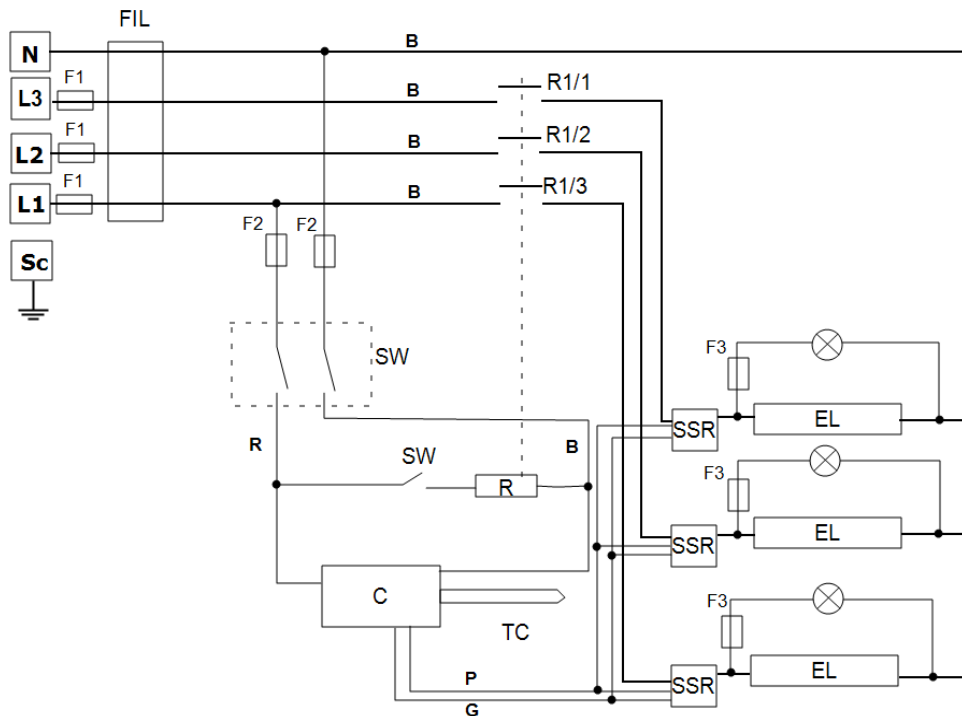 FIL
N
B
F1
L3
B
R1/1
F1
L2
B
R1/2
F1
L1
B
R1/3
F2
F2
Sc
SW
F3
EL
SSR
R
B
SW
R
F3
EL
SSR
C
TC
F3
P
EL
SSR
G